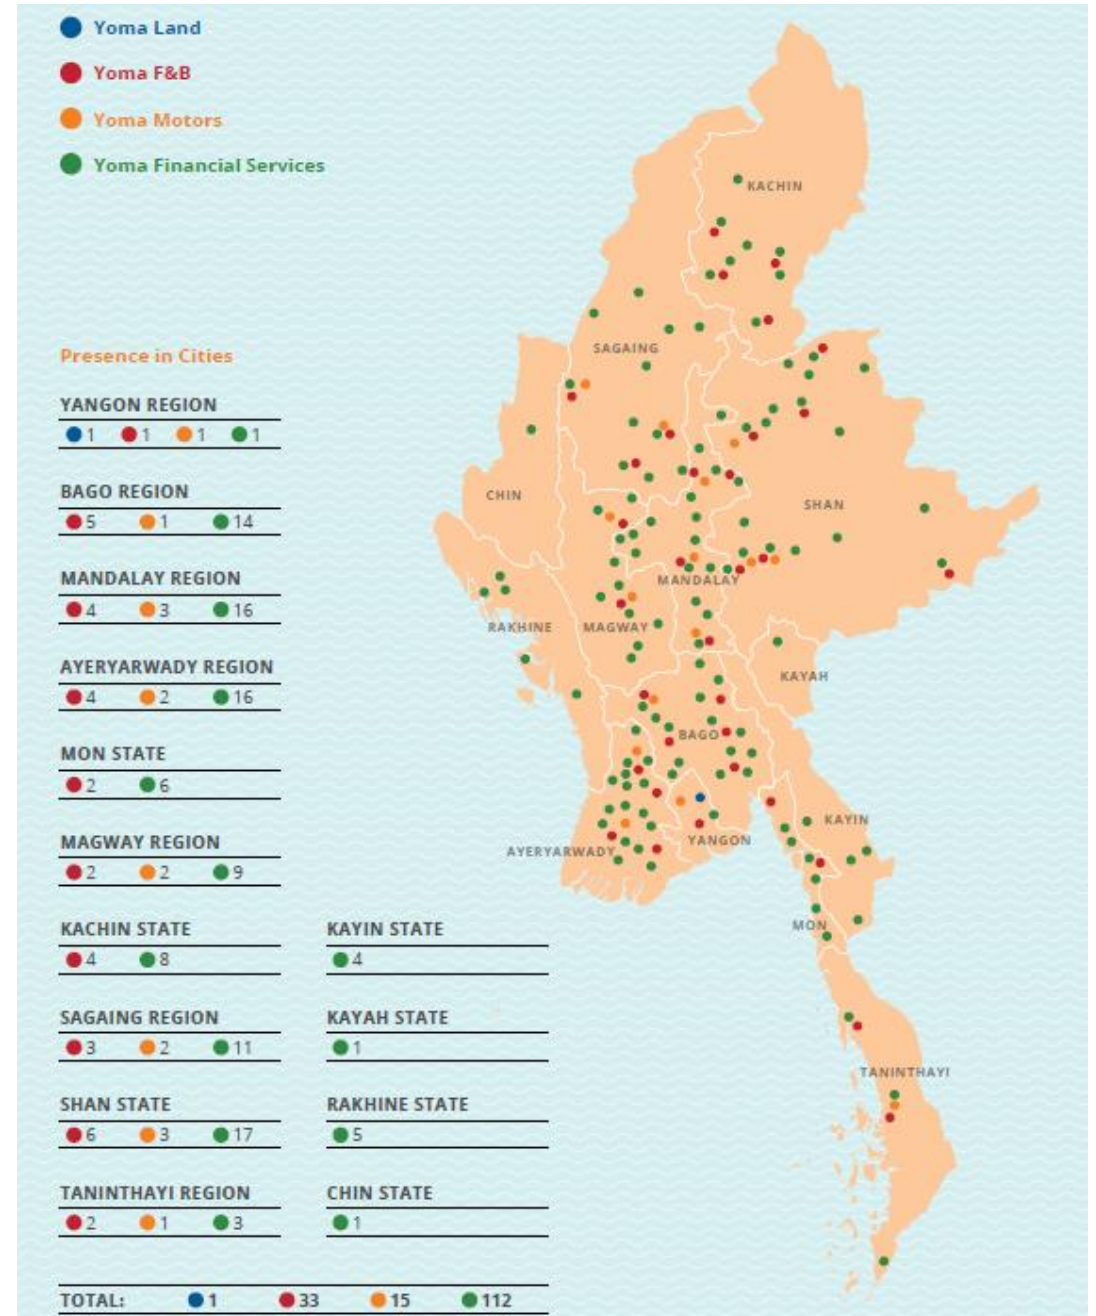 Yoma Land
Yoma F&B
Yoma Motors
Yoma Financial Services
Presence in Cities
YANGON REGION
1 1 1 1
BAGO REGION
5 1 14
MANDALAY REGION
4 3 16
AYERYARWADY REGION
4 2 16
MON STATE
2 6
MAGWAY REGION
2 2 9
KACHIN STATE
4 8
SAGAING REGION
3 2 11
SHAN STATE
6 3 17
TANINTHAYI REGION
2 1 3
KAYIN STATE
4
KAYAH STATE
1
RAKHINE STATE
5
CHIN STATE
1
TOTAL: 1 33 15 112
KACHIN
SAGAING
CHIN
SHAN
MANDALAY
RAKHINE
MAGWAY
KAYAH
BAGO
KAYIN
YANGON
AYERYARWADY
MON
TANINTHAYI